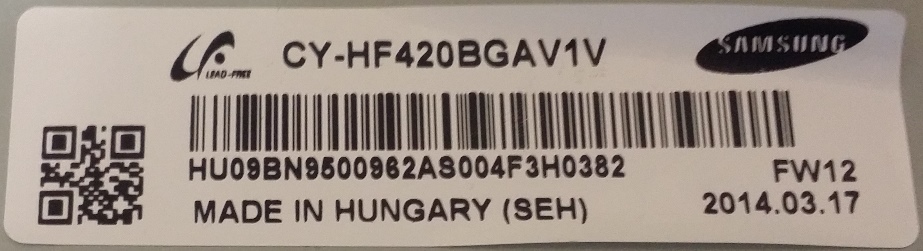 LEAD-FREE
CY-HF420BGAV1V
SAMSUNG
HU09BN9500962AS004F3H0382
FW12
MADE IN HUNGARY (SEH)
2014.03.17